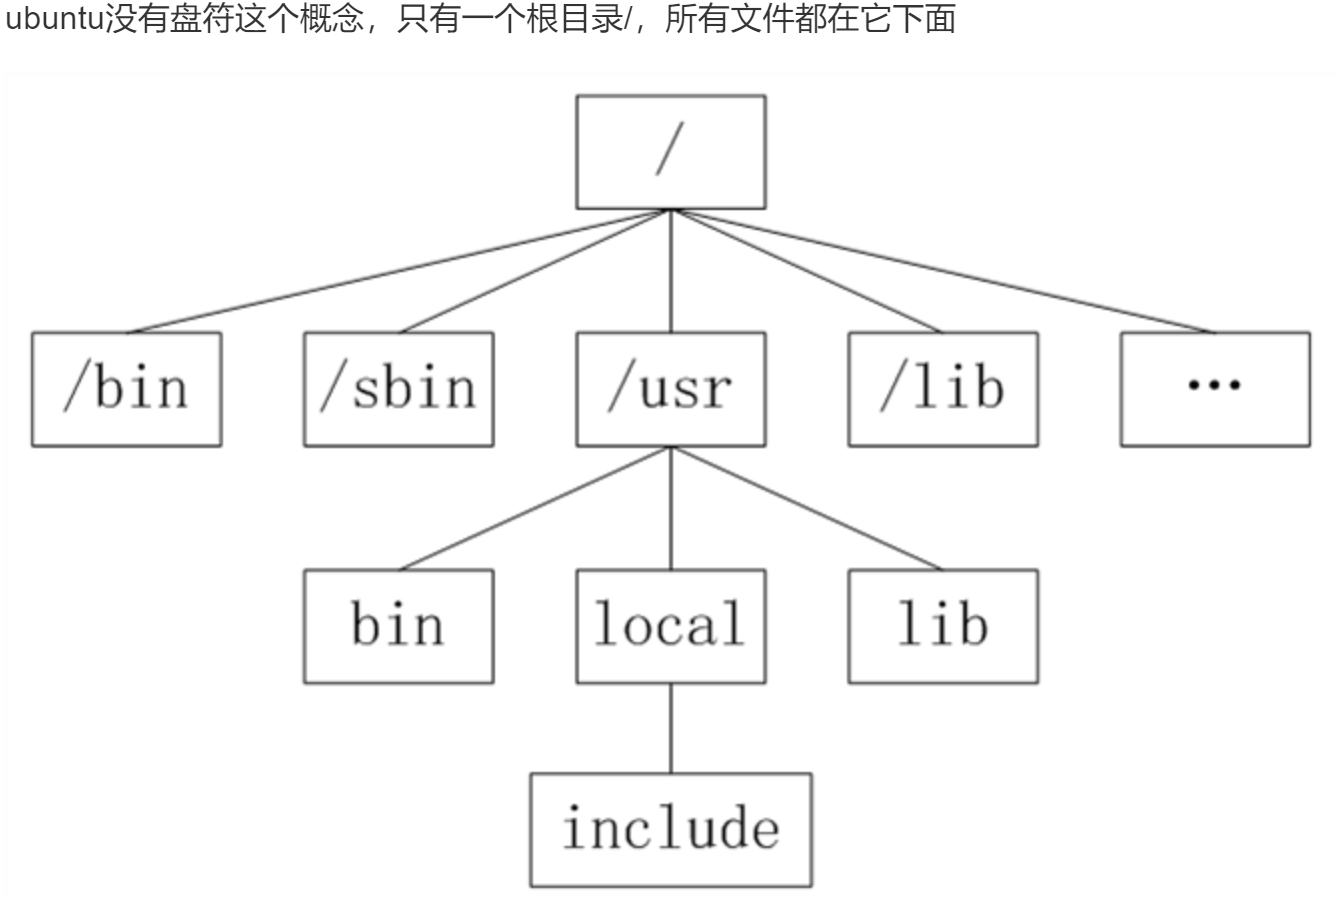 ubuntu没有盘符这个概念，只有一个根目录/，所有文件都在它下面
/
/bin
/sbin
/usr
/lib
...
bin
local
lib
include